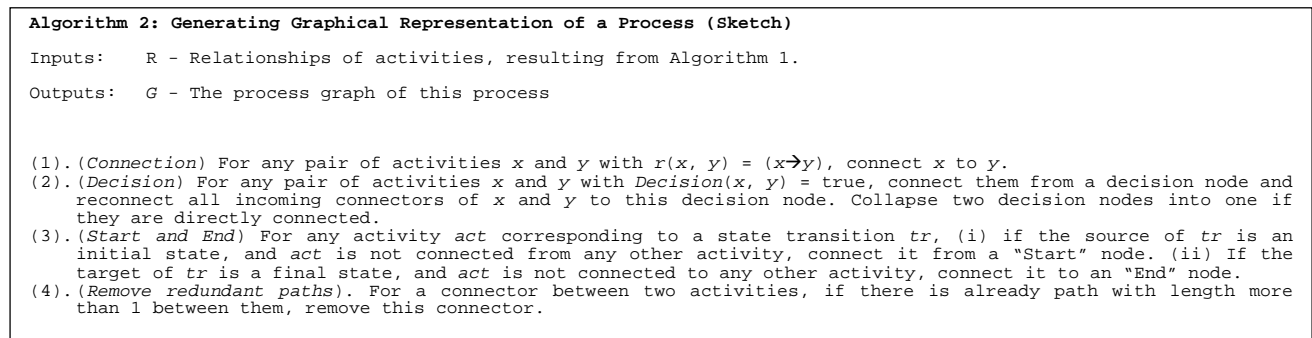 Algorithm 2: Generating Graphical Representation of a Process (Sketch)
Inputs: R - Relationships of activities, resulting from Algorithm 1.
Outputs: G - The process graph of this process
(1).(Connection) For any pair of activities x and y with r(x, y) = (x→y), connect x to y.
(2).(Decision) For any pair of activities x and y with Decision(x, y) = true, connect them from a decision node and
reconnect all incoming connectors of x and y to this decision node. Collapse two decision nodes into one if
they are directly connected.
(3).(Start and End) For any activity act corresponding to a state transition tr, (i) if the source of tr is an
initial state, and act is not connected from any other activity, connect it from a "Start" node. (ii) If the
target of tr is a final state, and act is not connected to any other activity, connect it to an "End" node.
(4).(Remove redundant paths). For a connector between two activities, if there is already path with length more
than 1 between them, remove this connector.